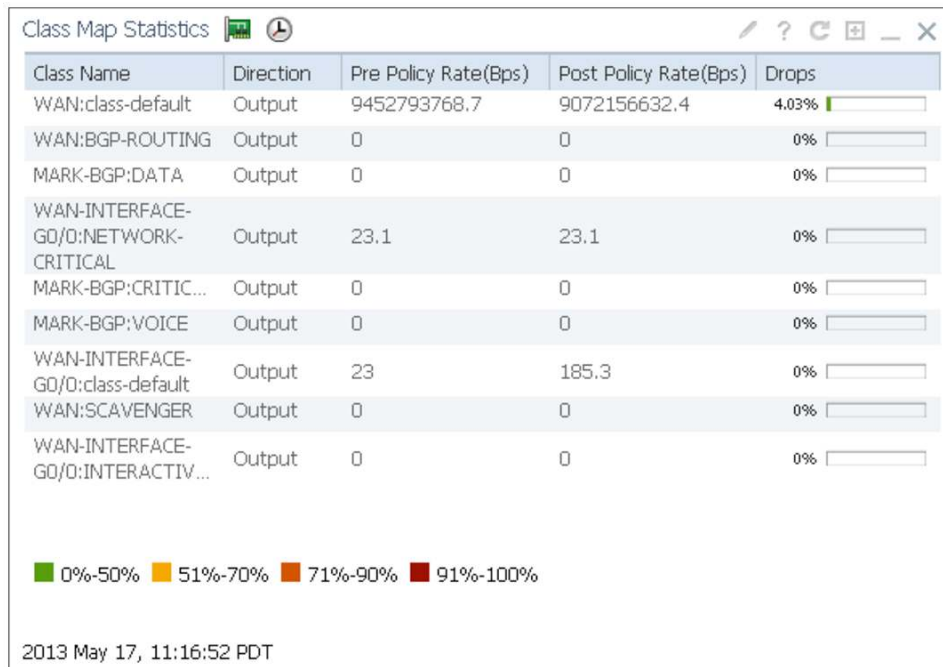 Class Map Statistics
Class Name Direction Pre Policy Rate(Bps) Post Policy Rate(Bps) Drops
WAN:class-default Output 9452793768.7 9072156632.4 4.03%
WAN:BGP-ROUTING Output 0 0 0%
MARK-BGP:DATA Output 0 0 0%
WAN-INTERFACE-
G0/0:NETWORK- Output 23.1 23.1 0%
CRITICAL
MARK-BGP:CRITIC... Output 0 0 0%
MARK-BGP:VOICE Output 0 0 0%
WAN-INTERFACE-
G0/0:class-default Output 23 185.3 0%
WAN:SCAVENGER Output 0 0 0%
WAN-INTERFACE-
G0/0:INTERACTIV... Output 0 0 0%
0%-50% 51%-70% 71%-90% 91%-100%
2013 May 17, 11:16:52 PDT